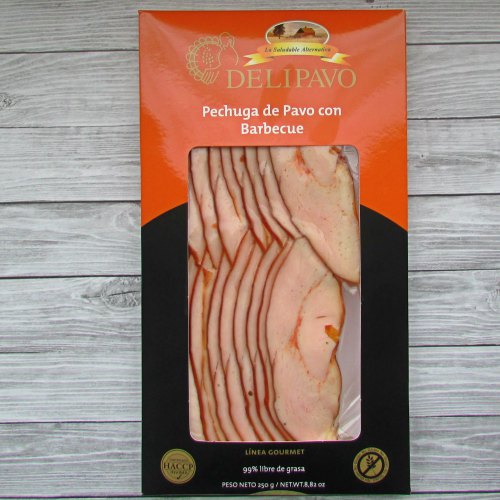 La Saludable Alternativa
DELIPAVO
Pechuga de Pavo con
Barbecue
LÍNEA GOURMET
99% libre de grasa
PESO NETO 250 g / NET.WT.8,82 oz
HACCP